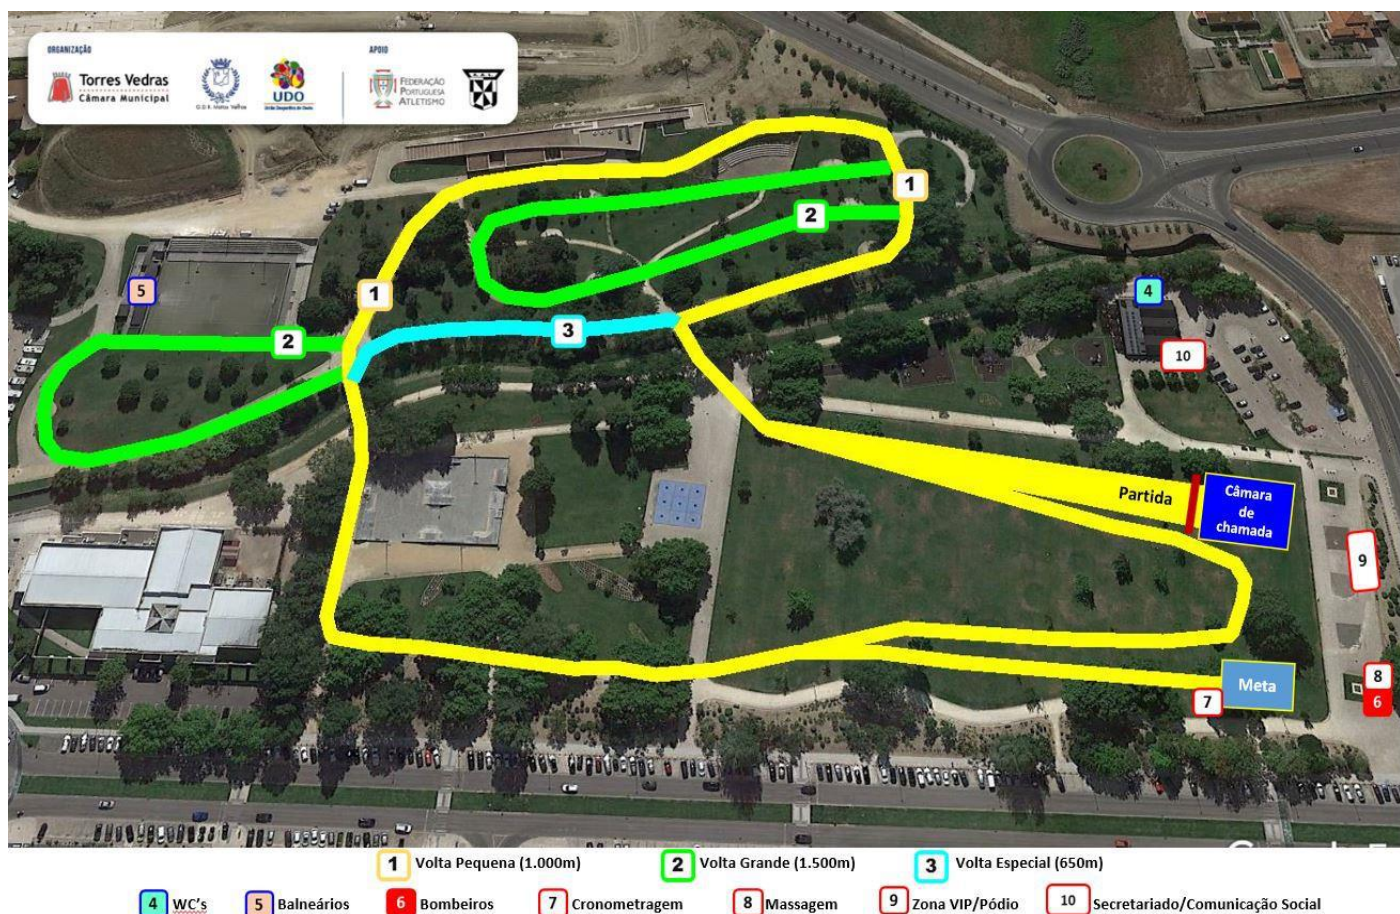 ORGANIZAÇÃO
APOIO
Torres Vedras
Câmara Municipal
UDO
FEDERAÇÃO
PORTUGUESA
ATLETISMO
1
2
1
5
4
3
2
10
Partida
Câmara
de
chamada
9
Meta
8
7
6
1 Volta Pequena (1.000m)
2 Volta Grande (1.500m)
3 Volta Especial (650m)
4 WC's
5 Balneários
6 Bombeiros
7 Cronometragem
8 Massagem
9 Zona VIP/Pódio
10 Secretariado/Comunicação Social